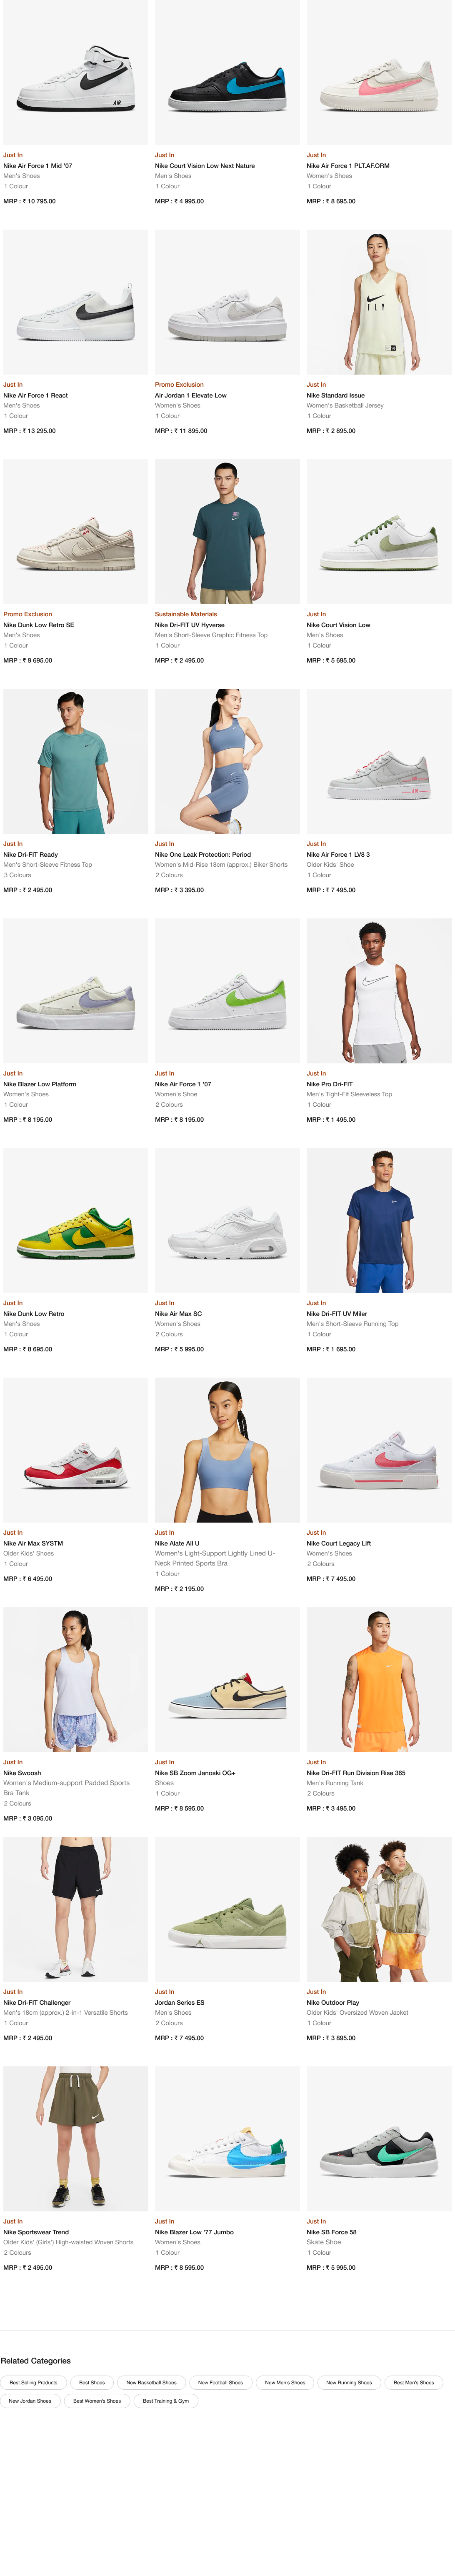 Just In
Nike Air Force 1 Mid '07
Men's Shoes
1 Colour
MRP : ₹ 10 795.00
Just In
Nike Court Vision Low Next Nature
Men's Shoes
1 Colour
MRP : ₹ 4 995.00
Just In
Nike Air Force 1 PLT.AF.ORM
Women's Shoes
1 Colour
MRP : ₹ 8 695.00
Just In
Nike Air Force 1 React
Men's Shoes
1 Colour
MRP : ₹ 13 295.00
Promo Exclusion
Air Jordan 1 Elevate Low
Women's Shoes
1 Colour
MRP : ₹ 11 895.00
FLY
Just In
Nike Standard Issue
Women's Basketball Jersey
1 Colour
MRP : ₹ 2 895.00
Promo Exclusion
Nike Dunk Low Retro SE
Men's Shoes
1 Colour
MRP : ₹ 9 695.00
Sustainable Materials
Nike Dri-FIT UV Hyverse
Men's Short-Sleeve Graphic Fitness Top
1 Colour
MRP : ₹ 2 495.00
Just In
Nike Court Vision Low
Men's Shoes
1 Colour
MRP : ₹ 5 695.00
Just In
Nike Dri-FIT Ready
Men's Short-Sleeve Fitness Top
3 Colours
MRP : ₹ 2 495.00
Just In
Nike One Leak Protection: Period
Women's Mid-Rise 18cm (approx.) Biker Shorts
2 Colours
MRP : ₹ 3 395.00
Just In
Nike Air Force 1 LV8 3
Older Kids' Shoe
1 Colour
MRP : ₹ 7 495.00
Just In
Nike Blazer Low Platform
Women's Shoes
1 Colour
MRP : ₹ 8 195.00
Just In
Nike Air Force 1 '07
Women's Shoe
2 Colours
MRP : ₹ 8 195.00
Just In
Nike Pro Dri-FIT
Men's Tight-Fit Sleeveless Top
1 Colour
MRP : ₹ 1 495.00
Just In
Nike Dunk Low Retro
Men's Shoes
1 Colour
MRP : ₹ 8 695.00
Just In
Nike Air Max SC
Women's Shoes
2 Colours
MRP : ₹ 5 995.00
Just In
Nike Dri-FIT UV Miler
Men's Short-Sleeve Running Top
1 Colour
MRP : ₹ 1 695.00
Just In
Nike Air Max SYSTM
Older Kids' Shoes
1 Colour
MRP : ₹ 6 495.00
Just In
Nike Alate All U
Women's Light-Support Lightly Lined U-
Neck Printed Sports Bra
1 Colour
MRP : ₹ 2 195.00
Just In
Nike Court Legacy Lift
Women's Shoes
2 Colours
MRP : ₹ 7 495.00
Just In
Nike Swoosh
Women's Medium-support Padded Sports
Bra Tank
2 Colours
MRP : ₹ 3 095.00
Just In
Nike SB Zoom Janoski OG+
Shoes
1 Colour
MRP : ₹ 8 595.00
Just In
Nike Dri-FIT Run Division Rise 365
Men's Running Tank
2 Colours
MRP : ₹ 3 495.00
Just In
Nike Dri-FIT Challenger
Men's 18cm (approx.) 2-in-1 Versatile Shorts
1 Colour
MRP : ₹ 2 495.00
Just In
Jordan Series ES
Men's Shoes
2 Colours
MRP : ₹ 7 495.00
Just In
Nike Outdoor Play
Older Kids' Oversized Woven Jacket
1 Colour
MRP : ₹ 3 895.00
Just In
Nike Sportswear Trend
Older Kids' (Girls') High-waisted Woven Shorts
2 Colours
MRP : ₹ 2 495.00
Just In
Nike Blazer Low '77 Jumbo
Women's Shoes
1 Colour
MRP : ₹ 8 595.00
Just In
Nike SB Force 58
Skate Shoe
1 Colour
MRP : ₹ 5 995.00
Related Categories
Best Selling Products
Best Shoes
New Basketball Shoes
New Football Shoes
New Men's Shoes
New Running Shoes
Best Men's Shoes
New Jordan Shoes
Best Women's Shoes
Best Training & Gym